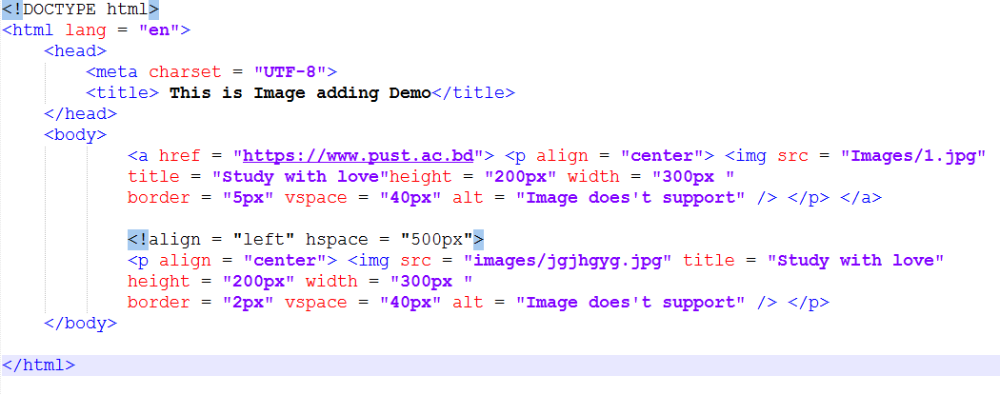 <!DOCTYPE html>
<html lang = "en">
    <head>
        <meta charset = "UTF-8">
        <title> This is Image adding Demo</title>
    </head>
    <body>
            <a href = "https://www.pust.ac.bd"> <p align = "center"> <img src = "Images/1.jpg"
            title = "Study with love"height = "200px" width = "300px "
            border = "5px" vspace = "40px" alt = "Image does't support" /> </p> </a>

            <!align = "left" hspace = "500px">
            <p align = "center"> <img src = "images/jgjhgyg.jpg" title = "Study with love"
            height = "200px" width = "300px "
            border = "2px" vspace = "40px" alt = "Image does't support" /> </p>
    </body>

</html>